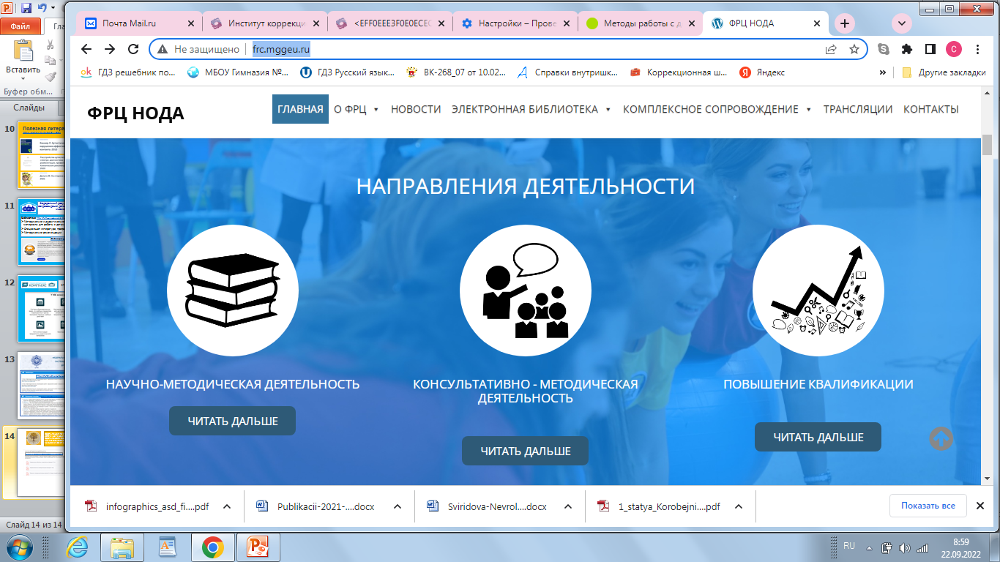 Почта Mail.ru
Институт коррекци
<EFF0EEE3F0E0ECEC
Настройки – Прове
Методы работы с д
ФРЦ НОДА
Файл
Гла
Не защищено
frc.mggeu.ru
С
Вставить
Буфер обм...
ГДЗ решебник по...
МБОУ Гимназия №...
ГДЗ Русский язык...
ВК-268_07 от 10.02...
Справки внутришк...
Коррекционная ш...
Яндекс
»
Другие закладки
Слайды
ФРЦ НОДА
ГЛАВНАЯ
О ФРЦ
НОВОСТИ
ЭЛЕКТРОННАЯ БИБЛИОТЕКА
КОМПЛЕКСНОЕ СОПРОВОЖДЕНИЕ
ТРАНСЛЯЦИИ
КОНТАКТЫ
10
Полезная литера
11
12
13
14
НАПРАВЛЕНИЯ ДЕЯТЕЛЬНОСТИ
НАУЧНО-МЕТОДИЧЕСКАЯ ДЕЯТЕЛЬНОСТЬ
ЧИТАТЬ ДАЛЬШЕ
КОНСУЛЬТАТИВНО - МЕТОДИЧЕСКАЯ
ДЕЯТЕЛЬНОСТЬ
ЧИТАТЬ ДАЛЬШЕ
ПОВЫШЕНИЕ КВАЛИФИКАЦИИ
ЧИТАТЬ ДАЛЬШЕ
infographics_asd_fi....pdf
Publikacii-2021-....docx
Sviridova-Nevrol....docx
1_statya_Korobejni....pdf
Показать все
Слайд 14 из 14
RU
8:59
22.09.2022